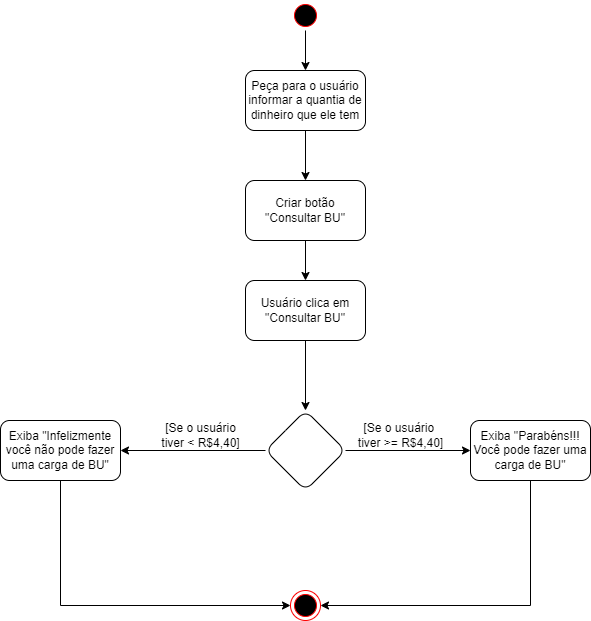 Peça para o usuário
informar a quantia de
dinheiro que ele tem
Criar botão
"Consultar BU"
Usuário clica em
"Consultar BU"
[Se o usuário
tiver < R$4,40]
[Se o usuário
tiver >= R$4,40]
Exiba "Infelizmente
você não pode fazer
uma carga de BU"
Exiba "Parabéns!!!
Você pode fazer uma
carga de BU"